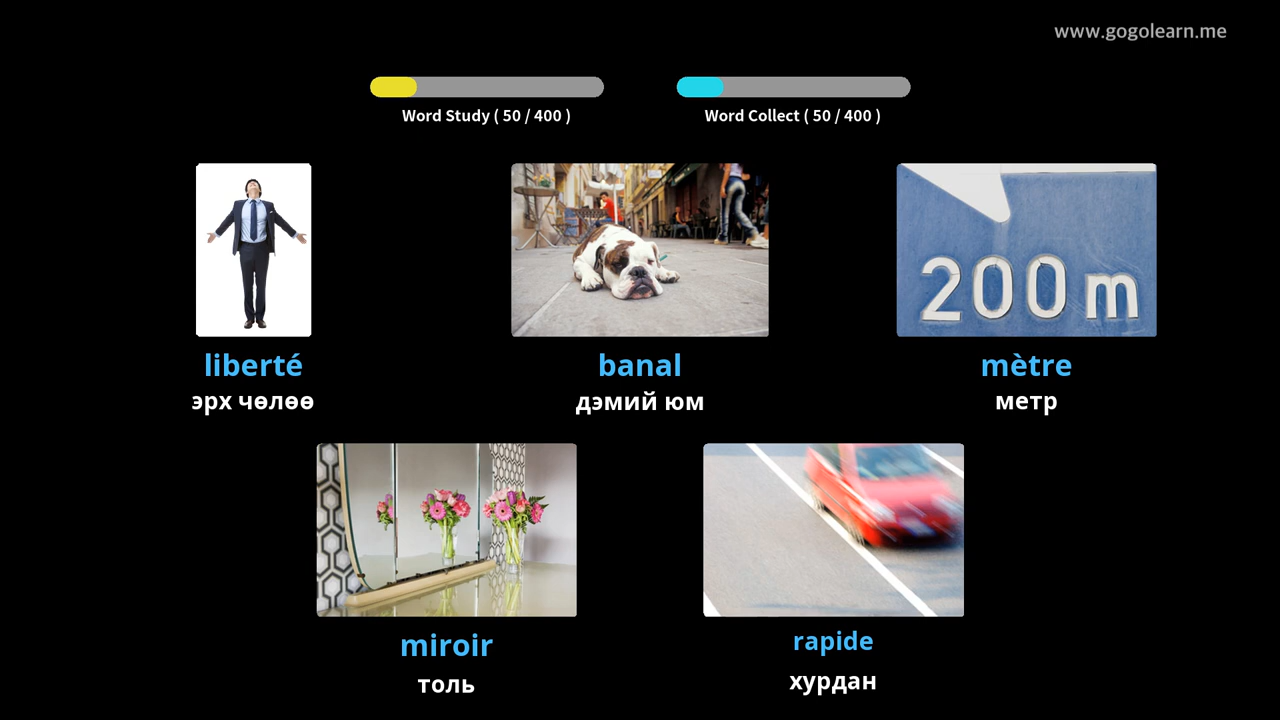 www.gogolearn.me
Word Study ( 50 / 400 )
Word Collect ( 50 / 400 )
200 m
liberté
эрх чөлөө
banal
дэмий юм
mètre
метр
miroir
толь
rapide
хурдан